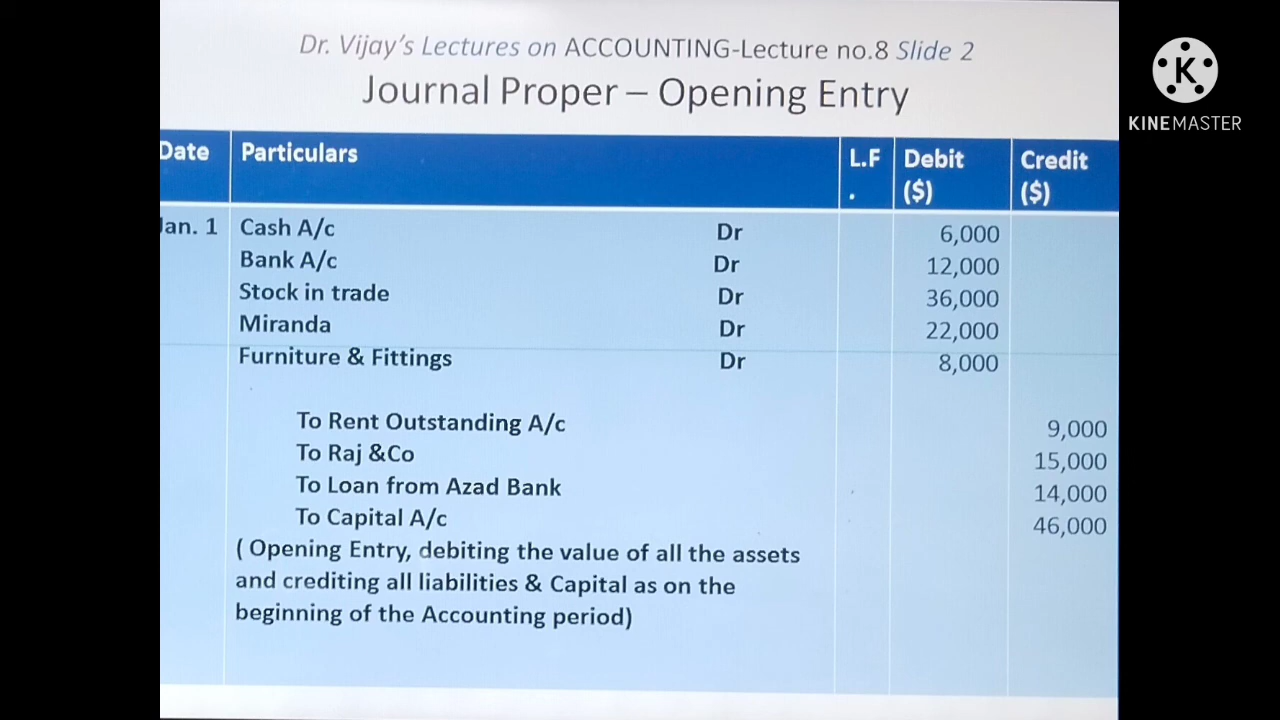 Dr. Vijay's Lectures on ACCOUNTING-Lecture no.8 Slide 2
Journal Proper – Opening Entry
KINEMASTER
Date Particulars L.F. Debit ($) Credit ($)
Jan. 1 Cash A/c Dr 6,000
Bank A/c Dr 12,000
Stock in trade Dr 36,000
Miranda Dr 22,000
Furniture & Fittings Dr 8,000
To Rent Outstanding A/c 9,000
To Raj &Co 15,000
To Loan from Azad Bank 14,000
To Capital A/c 46,000
( Opening Entry, debiting the value of all the assets
and crediting all liabilities & Capital as on the
beginning of the Accounting period)